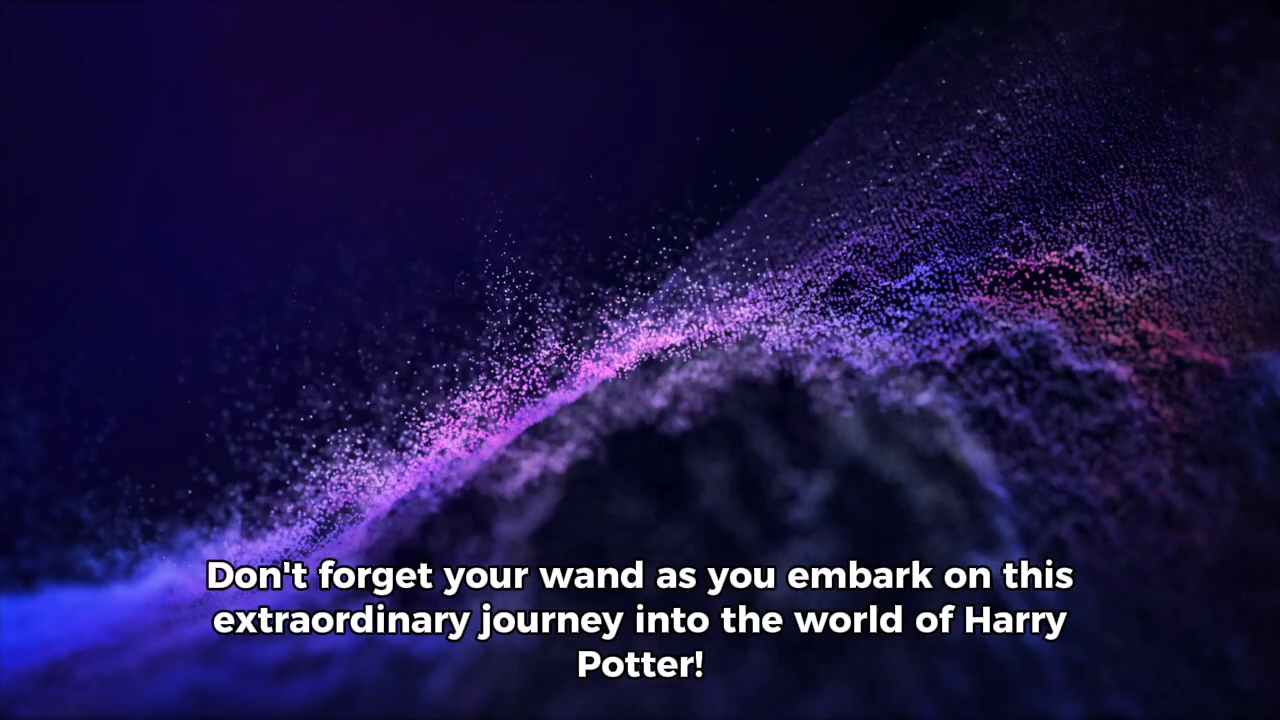 Don't forget your wand as you embark on this
extraordinary journey into the world of Harry
Potter!